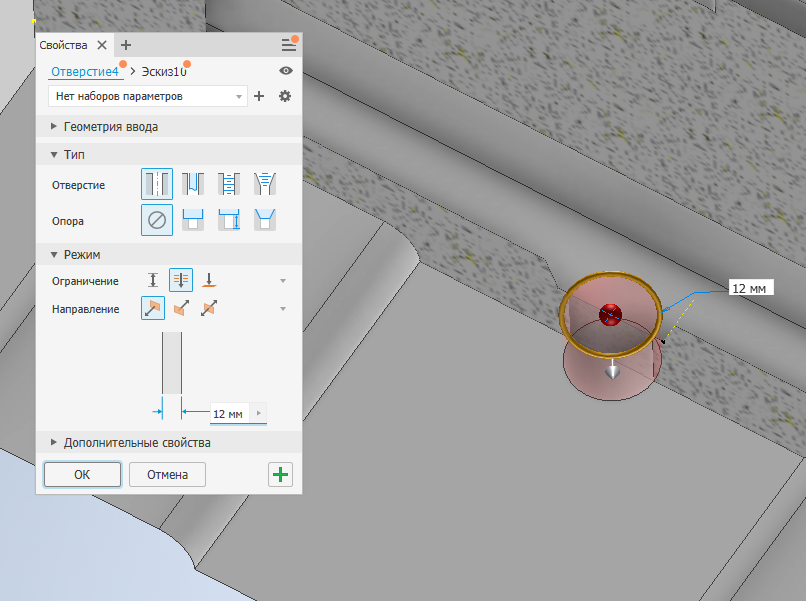 Свойства
Отверстие4 > Эскиз10
Нет наборов параметров
Геометрия ввода
Тип
Отверстие
Опора
Режим
Ограничение
Направление
12 мм
Дополнительные свойства
ОК
Отмена
12 мм